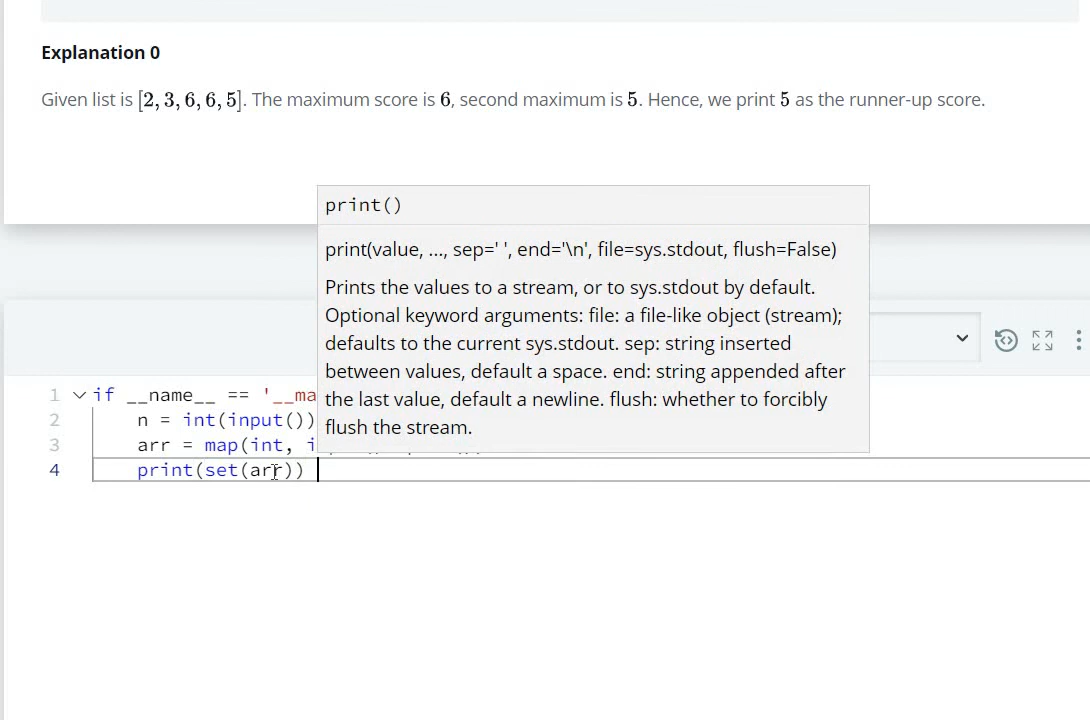 Explanation 0
Given list is [2, 3, 6, 6, 5]. The maximum score is 6, second maximum is 5. Hence, we print 5 as the runner-up score.
print()
print(value, ..., sep=' ', end='\n', file=sys.stdout, flush=False)
Prints the values to a stream, or to sys.stdout by default.
Optional keyword arguments: file: a file-like object (stream);
defaults to the current sys.stdout. sep: string inserted
between values, default a space. end: string appended after
the last value, default a newline. flush: whether to forcibly
flush the stream.
1 if __name__ == '__ma
2 n = int(input())
3 arr = map(int, i
4 print(set(arr))